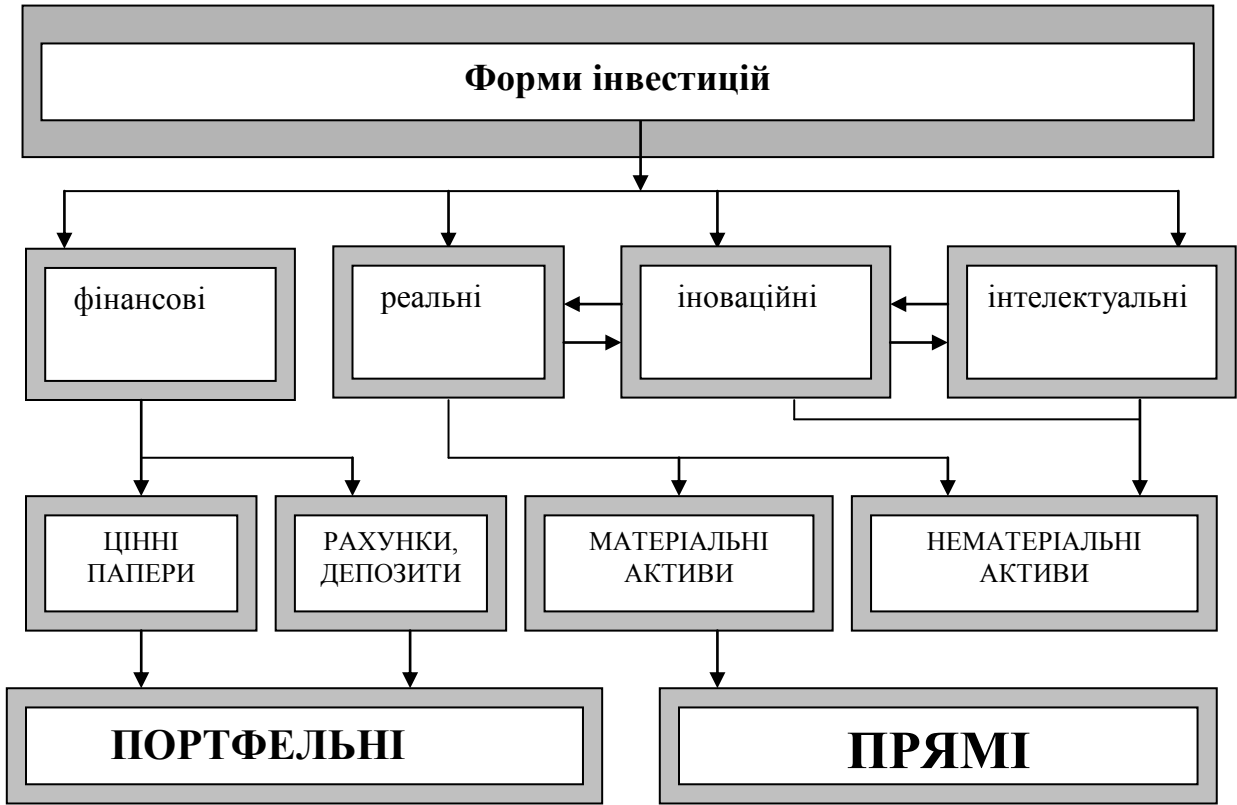 Форми інвестицій
фінансові
реальні
іноваційні
інтелектуальні
ЦІННІ
ПАПЕРИ
РАХУНКИ,
ДЕПОЗИТИ
МАТЕРІАЛЬНІ
АКТИВИ
НЕМАТЕРІАЛЬНІ
АКТИВИ
ПОРТФЕЛЬНІ
ПРЯМІ